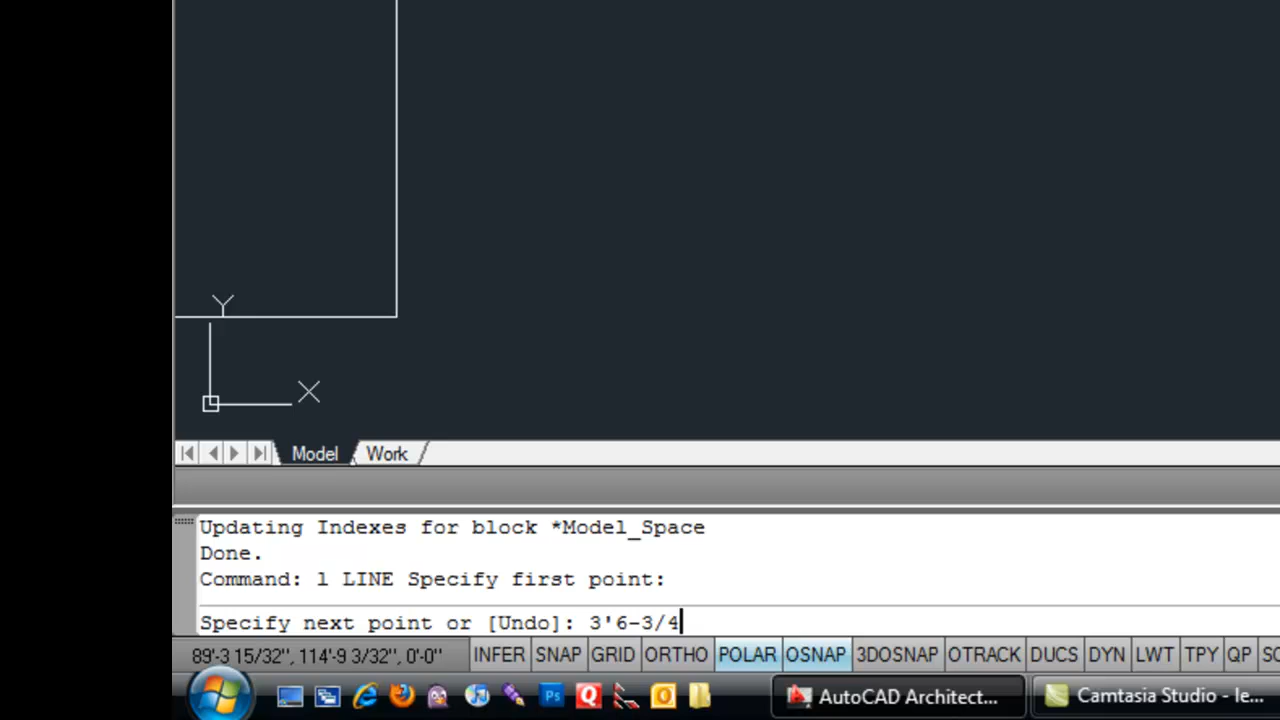 Y
X
Model Work
Updating Indexes for block *Model_Space
Done.
Command: l LINE Specify first point:
Specify next point or [Undo]: 3'6-3/4
89'-3 15/32", 114'-9 3/32", 0'-0" INFER SNAP GRID ORTHO POLAR OSNAP 3DOSNAP OTRACK DUCS DYN LWT TPY QP SC
Ps Q O AutoCAD Architect... Camtasia Studio - le...